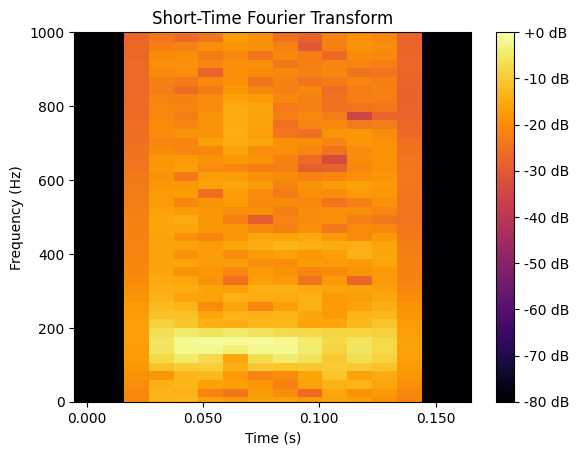 Short-Time Fourier Transform
1000
800
600
400
200
0
Frequency (Hz)
0.000
0.050
0.100
0.150
Time (s)
+0 dB
-10 dB
-20 dB
-30 dB
-40 dB
-50 dB
-60 dB
-70 dB
-80 dB